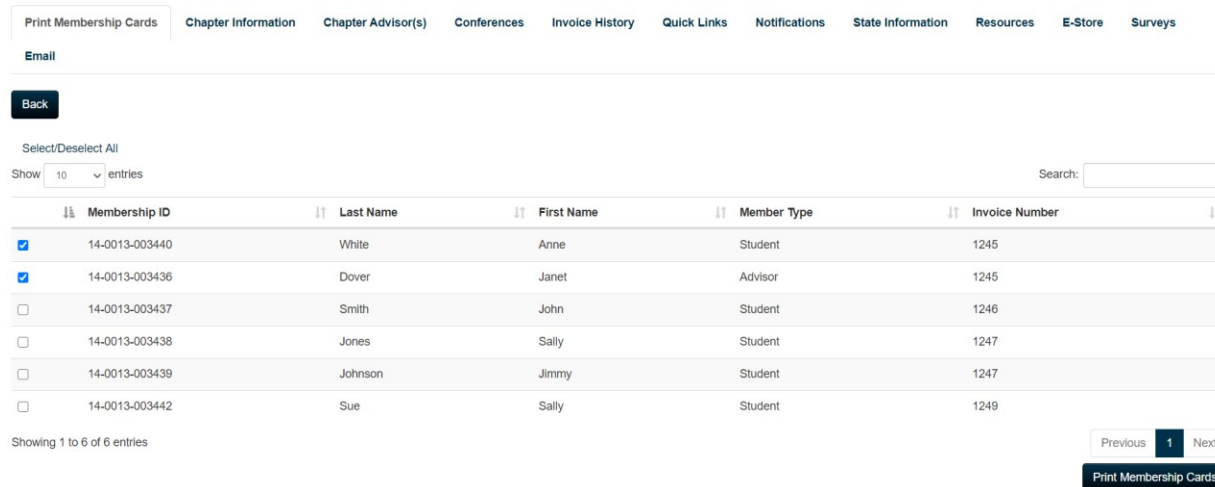 Print Membership Cards Chapter Information Chapter Advisor(s) Conferences Invoice History Quick Links Notifications State Information Resources E-Store Surveys
Email
Back
Select/Deselect All
Show 10 entries Search:
Membership ID Last Name First Name Member Type Invoice Number
14-0013-003440 White Anne Student 1245
14-0013-003436 Dover Janet Advisor 1245
14-0013-003437 Smith John Student 1246
14-0013-003438 Jones Sally Student 1247
14-0013-003439 Johnson Jimmy Student 1247
14-0013-003442 Sue Sally Student 1249
Showing 1 to 6 of 6 entries Previous 1 Next
Print Membership Cards